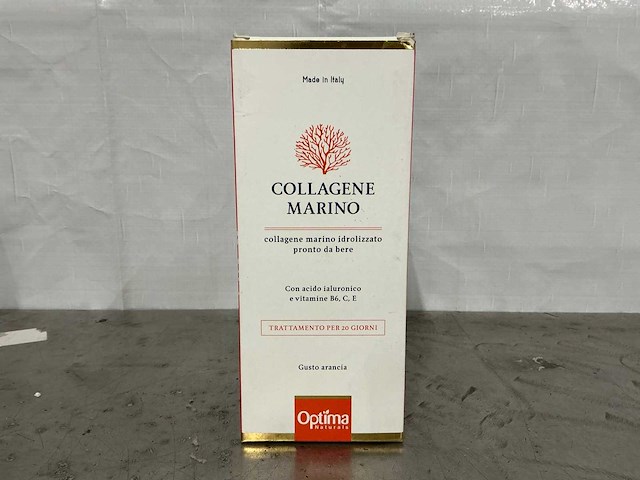 Made in Italy
COLLAGENE
MARINO
collagene marino idrolizzato
pronto da bere
Con acido ialuronico
e vitamine B6, C, E
TRATTAMENTO PER 20 GIORNI
Gusto arancia
Optima
Naturals